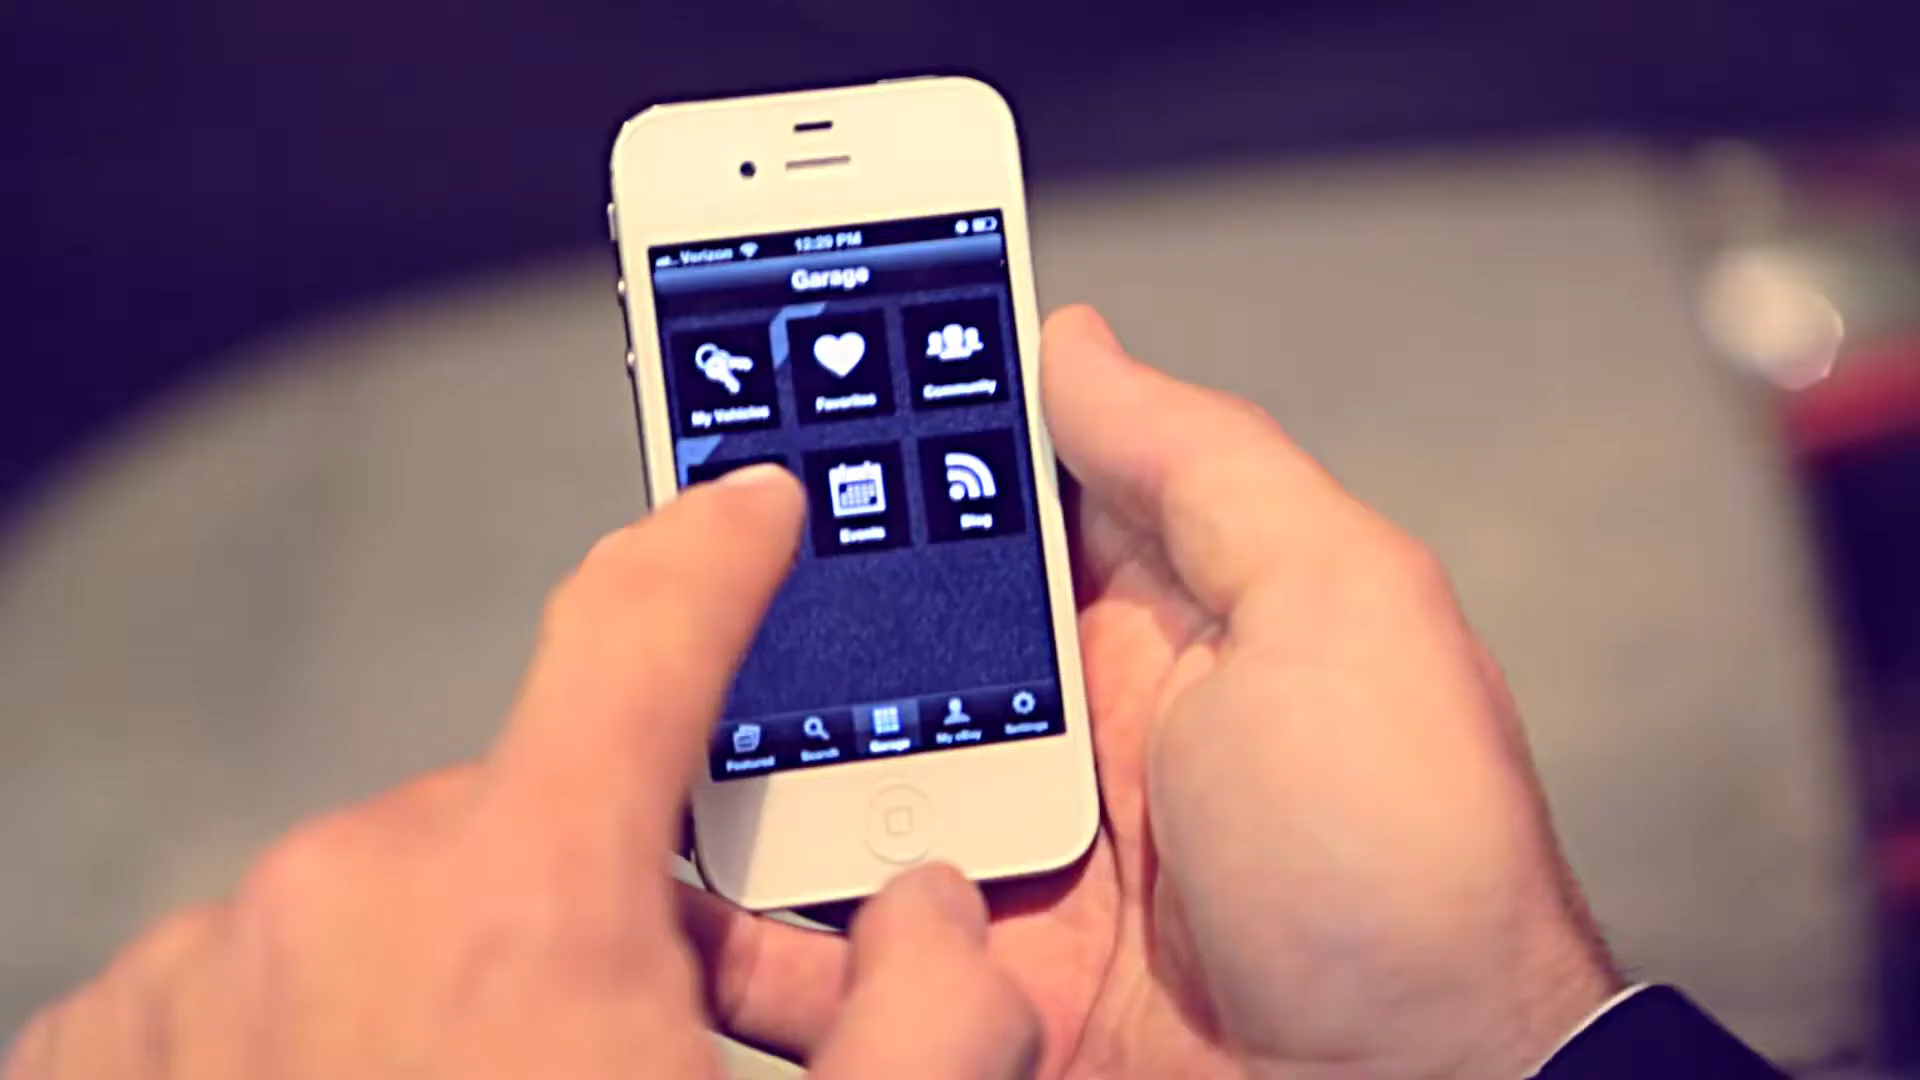 Verizon 12:29 PM
Garage
My Vehicles Favorites Community
Events Blog
Featured Search Garage My eBay Settings